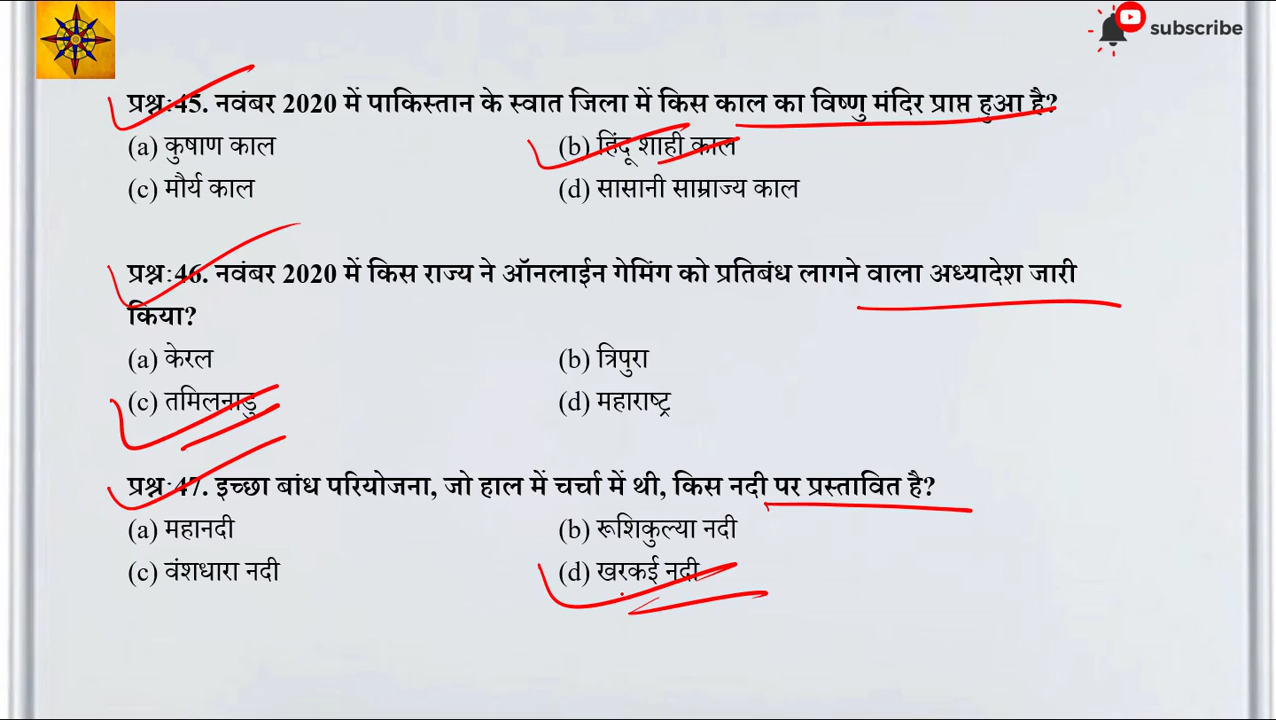 subscribe
प्रश्न:45. नवंबर 2020 में पाकिस्तान के स्वात जिला में किस काल का विष्णु मंदिर प्राप्त हुआ है?
(a) कुषाण काल (b) हिंदू शाही काल
(c) मौर्य काल (d) सासानी साम्राज्य काल
प्रश्न:46. नवंबर 2020 में किस राज्य ने ऑनलाईन गेमिंग को प्रतिबंध लागने वाला अध्यादेश जारी
किया?
(a) केरल (b) त्रिपुरा
(c) तमिलनाडु (d) महाराष्ट्र
प्रश्न:47. इच्छा बांध परियोजना, जो हाल में चर्चा में थी, किस नदी पर प्रस्तावित है?
(a) महानदी (b) रूशिकुल्या नदी
(c) वंशधारा नदी (d) खरकई नदी